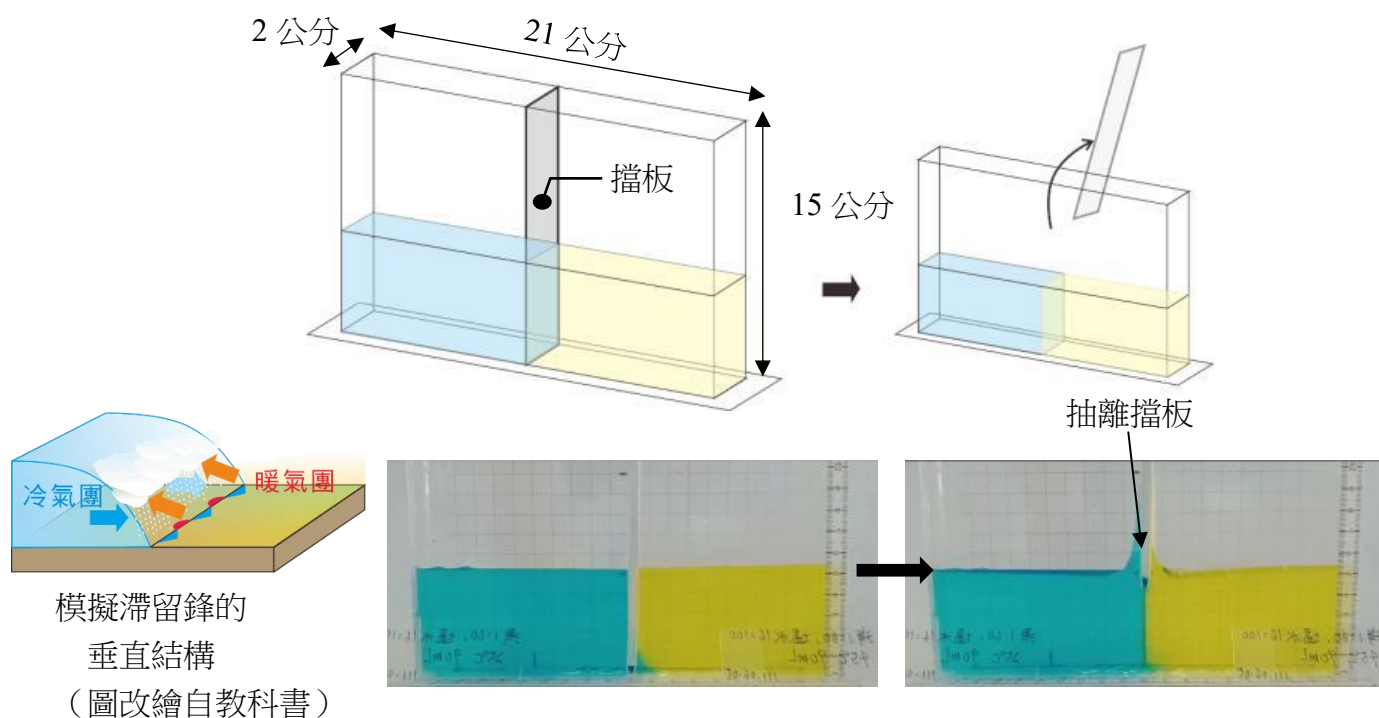 2 公分
21 公分
擋板
15 公分
抽離擋板
冷氣團
暖氣團
模擬滯留鋒的
垂直結構
（圖改繪自教科書）